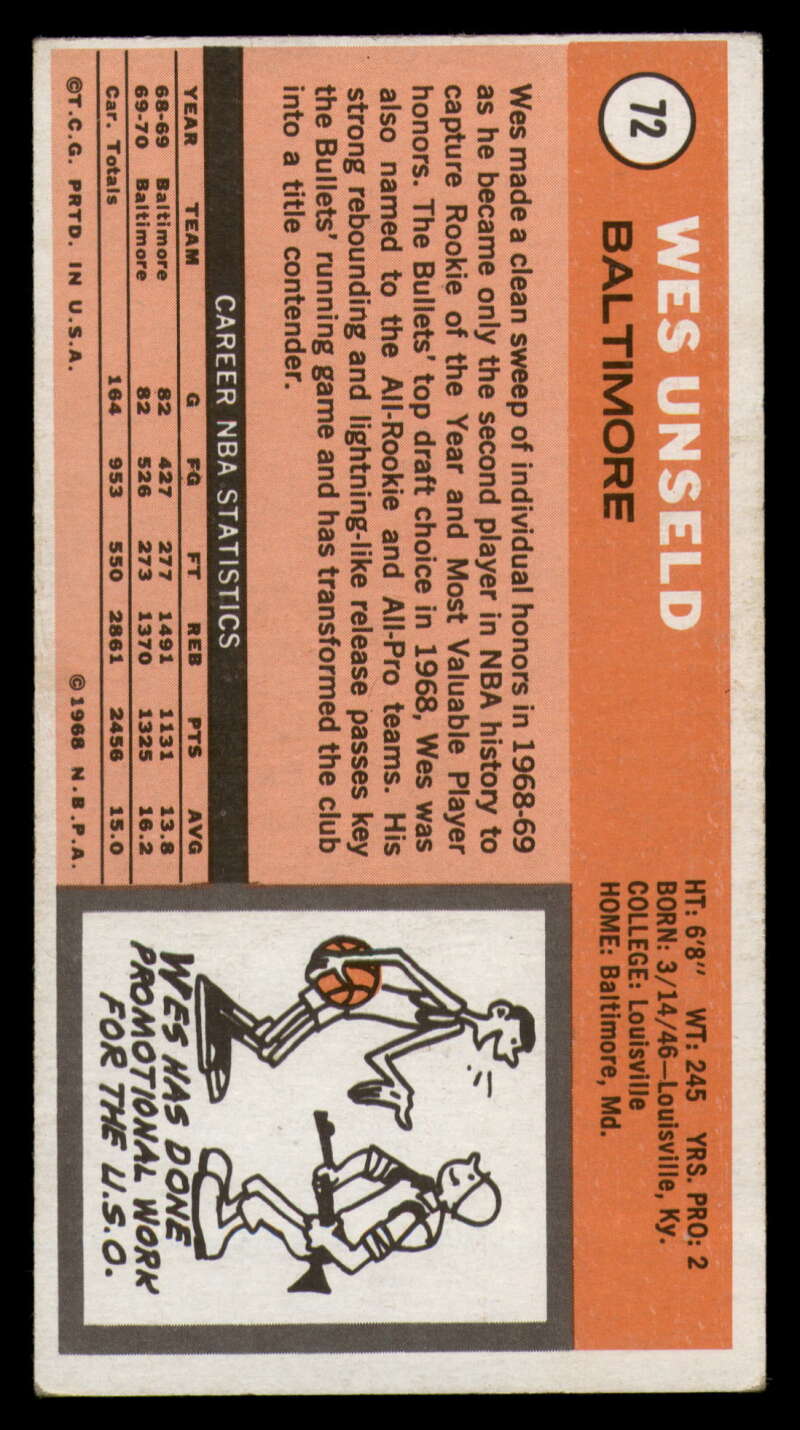 72
WES UNSELD
BALTIMORE
HT: 6'8" WT: 245 YRS. PRO: 2
BORN: 3/14/46—Louisville, Ky.
COLLEGE: Louisville
HOME: Baltimore, Md.
Wes made a clean sweep of individual honors in 1968-69
as he became only the second player in NBA history to
capture Rookie of the Year and Most Valuable Player
honors. The Bullets' top draft choice in 1968, Wes was
also named to the All-Rookie and All-Pro teams. His
strong rebounding and lightning-like release passes key
the Bullets' running game and has transformed the club
into a title contender.
CAREER NBA STATISTICS
YEAR TEAM G FG FT REB PTS AVG
68-69 Baltimore 82 427 277 1491 1131 13.8
69-70 Baltimore 82 526 273 1370 1325 16.2
Car. Totals 164 953 550 2861 2456 15.0
©T.C.G. PRTD. IN U.S.A. ©1968 N.B.P.A.
WES HAS DONE
PROMOTIONAL WORK
FOR THE U.S.O.